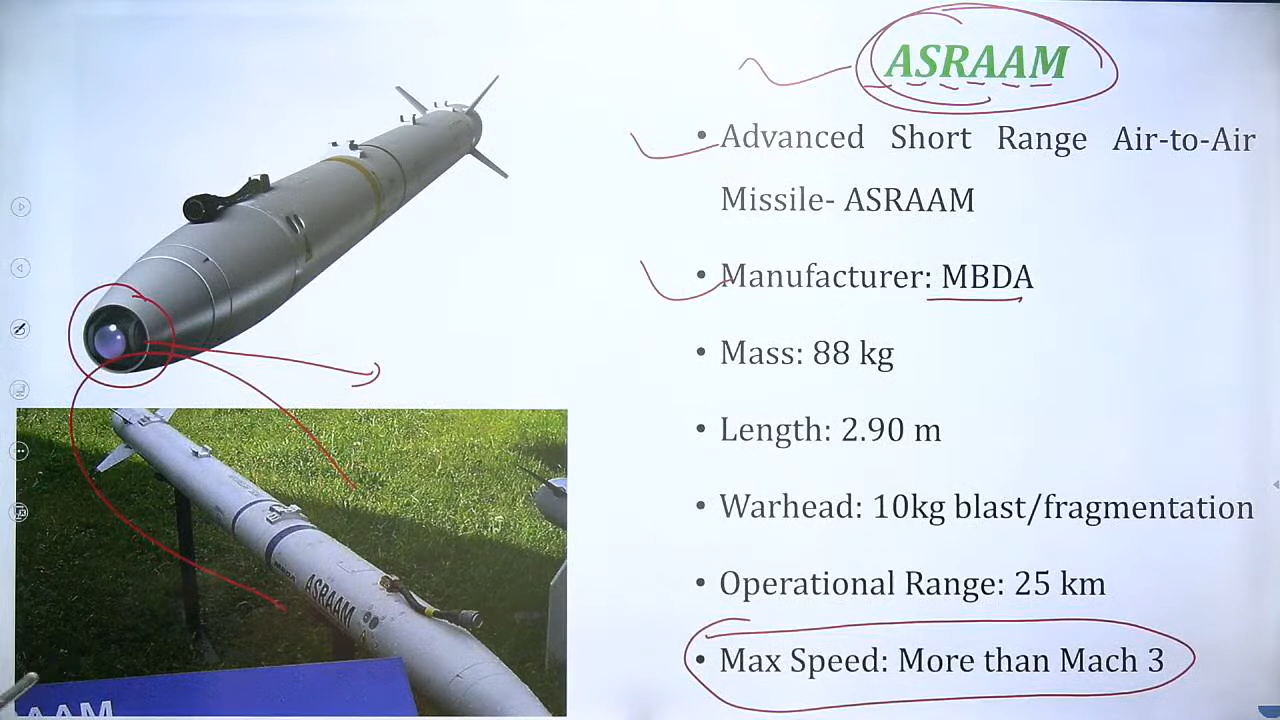 ASRAAM
• Advanced Short Range Air-to-Air
Missile- ASRAAM
• Manufacturer: MBDA
• Mass: 88 kg
• Length: 2.90 m
• Warhead: 10kg blast/fragmentation
• Operational Range: 25 km
• Max Speed: More than Mach 3
ASRAAM
RAAM